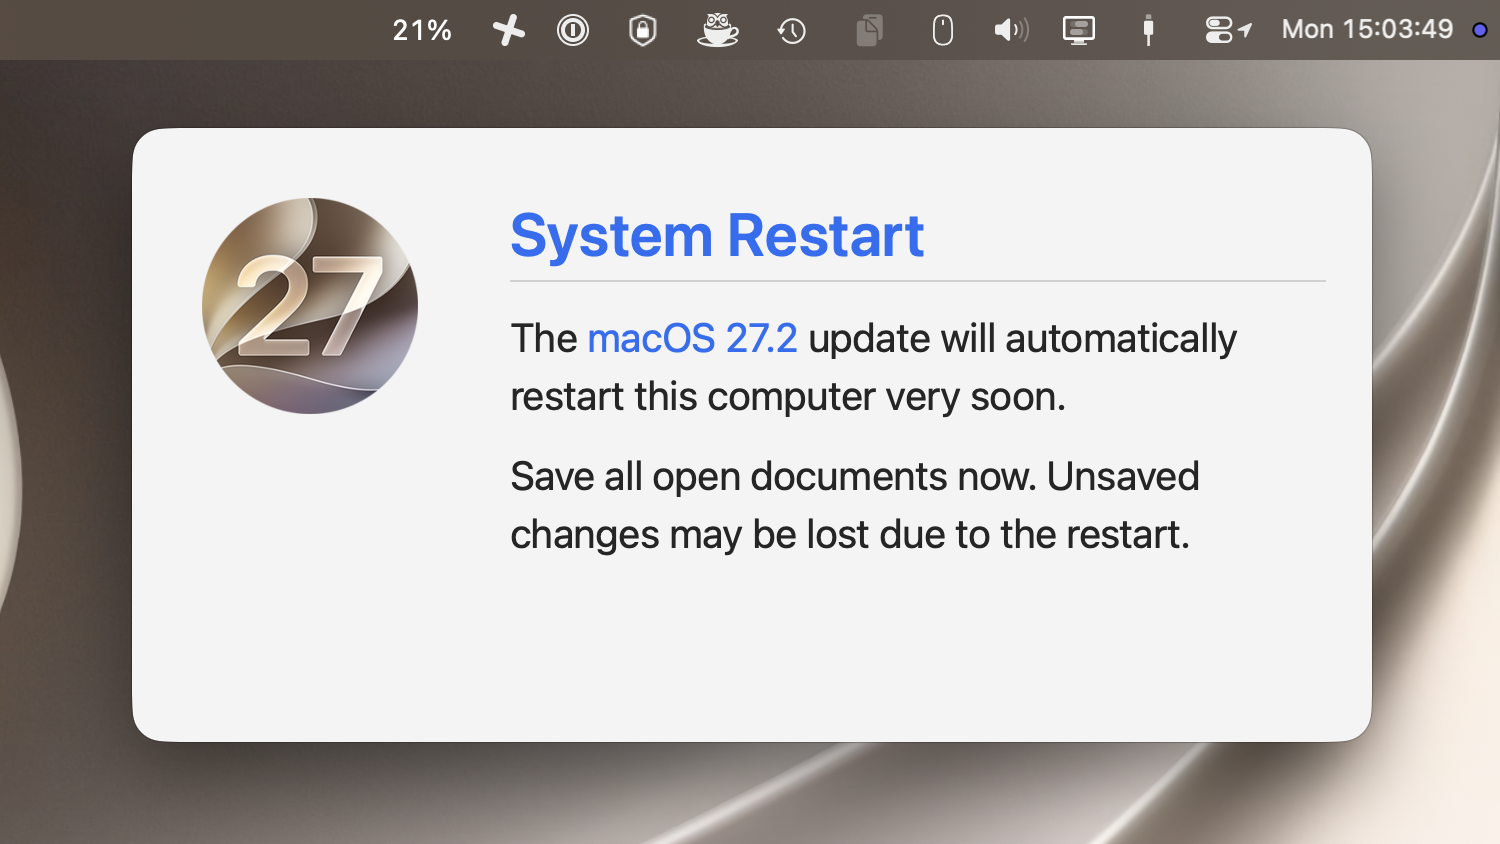 21%
Mon 15:03:49
27
System Restart
The macOS 27.2 update will automatically
restart this computer very soon.
Save all open documents now. Unsaved
changes may be lost due to the restart.